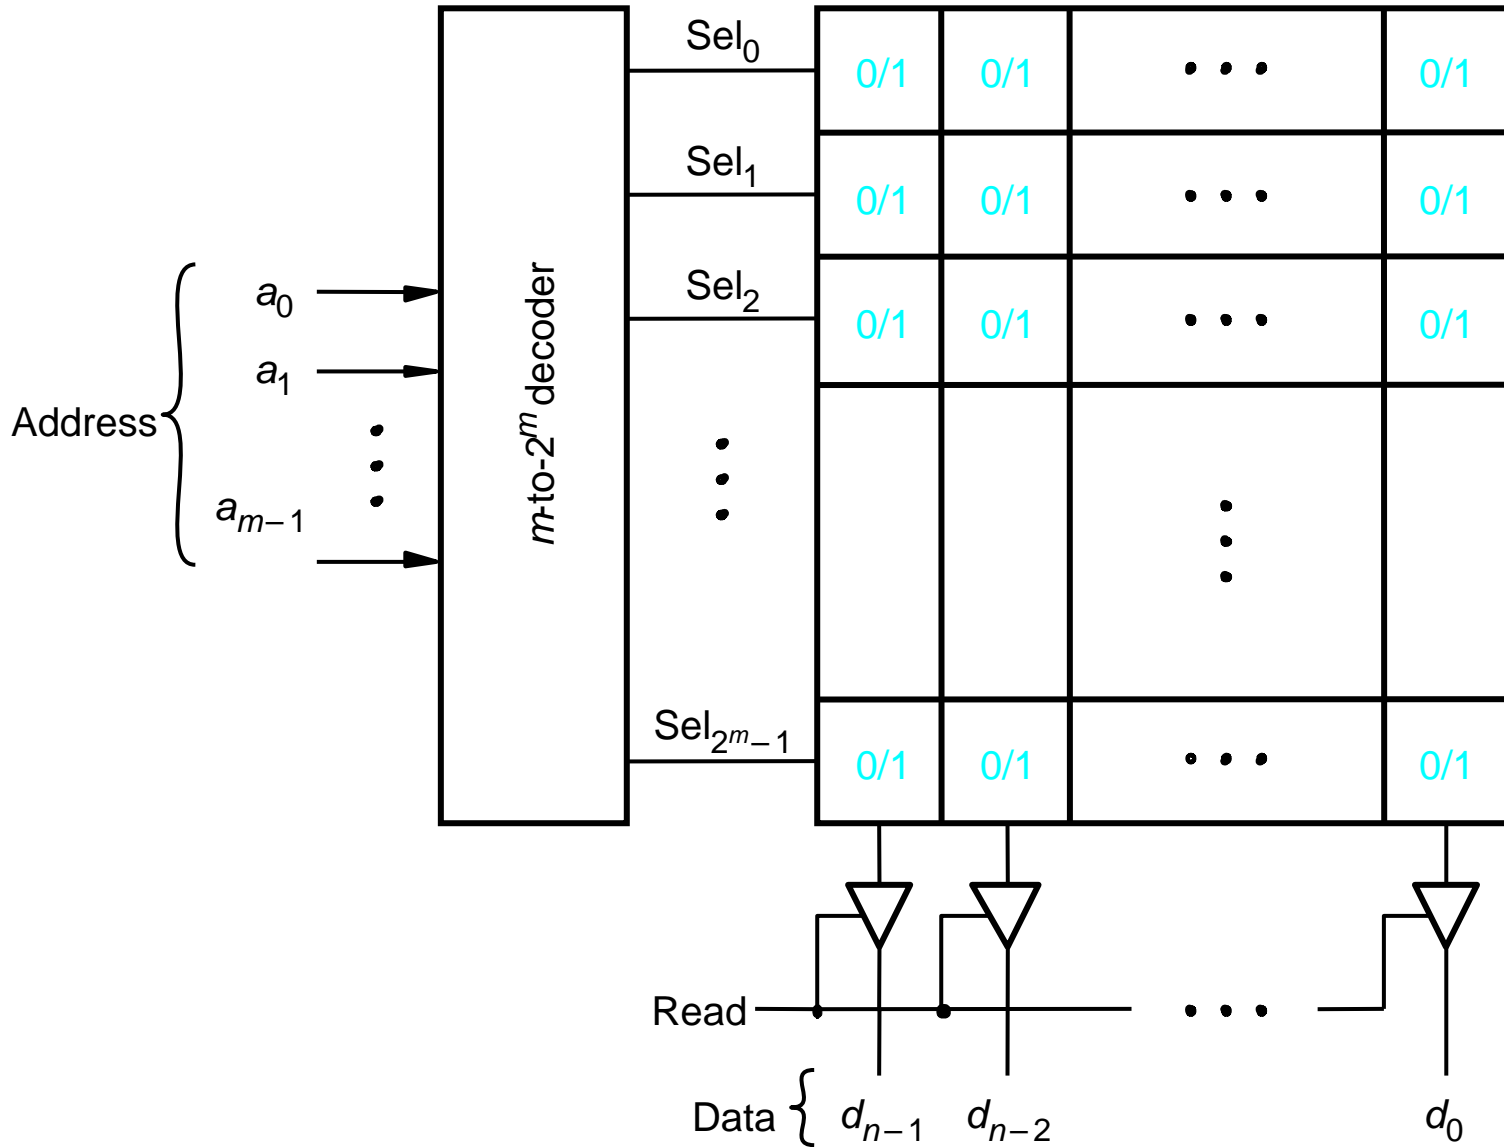 Sel₀
0/1 0/1 • • • 0/1
Sel₁
0/1 0/1 • • • 0/1
Sel₂
0/1 0/1 • • • 0/1
Address
a₀
a₁
aₘ₋₁
m-to-2ᵐ decoder
Sel₂ᵐ₋₁
0/1 0/1 • • • 0/1
Read • • •
Data { dₙ₋₁ dₙ₋₂ d₀